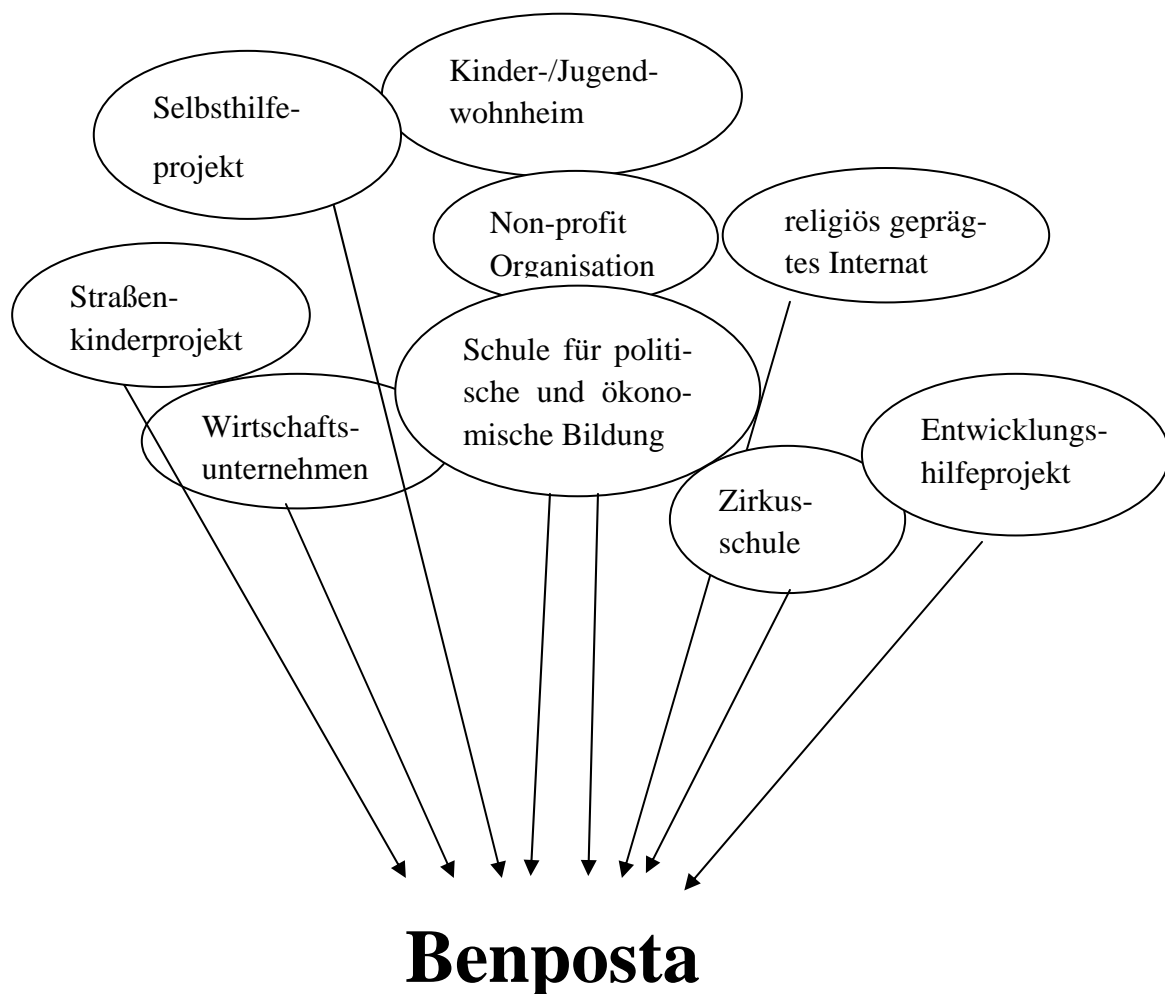 Kinder-/Jugend-
wohnheim
Selbsthilfe-
projekt
Non-profit
Organisation
religiös gepräg-
tes Internat
Straßen-
kinderprojekt
Schule für politi-
sche und ökono-
mische Bildung
Wirtschafts-
unternehmen
Entwicklungs-
hilfeprojekt
Zirkus-
schule
Benposta